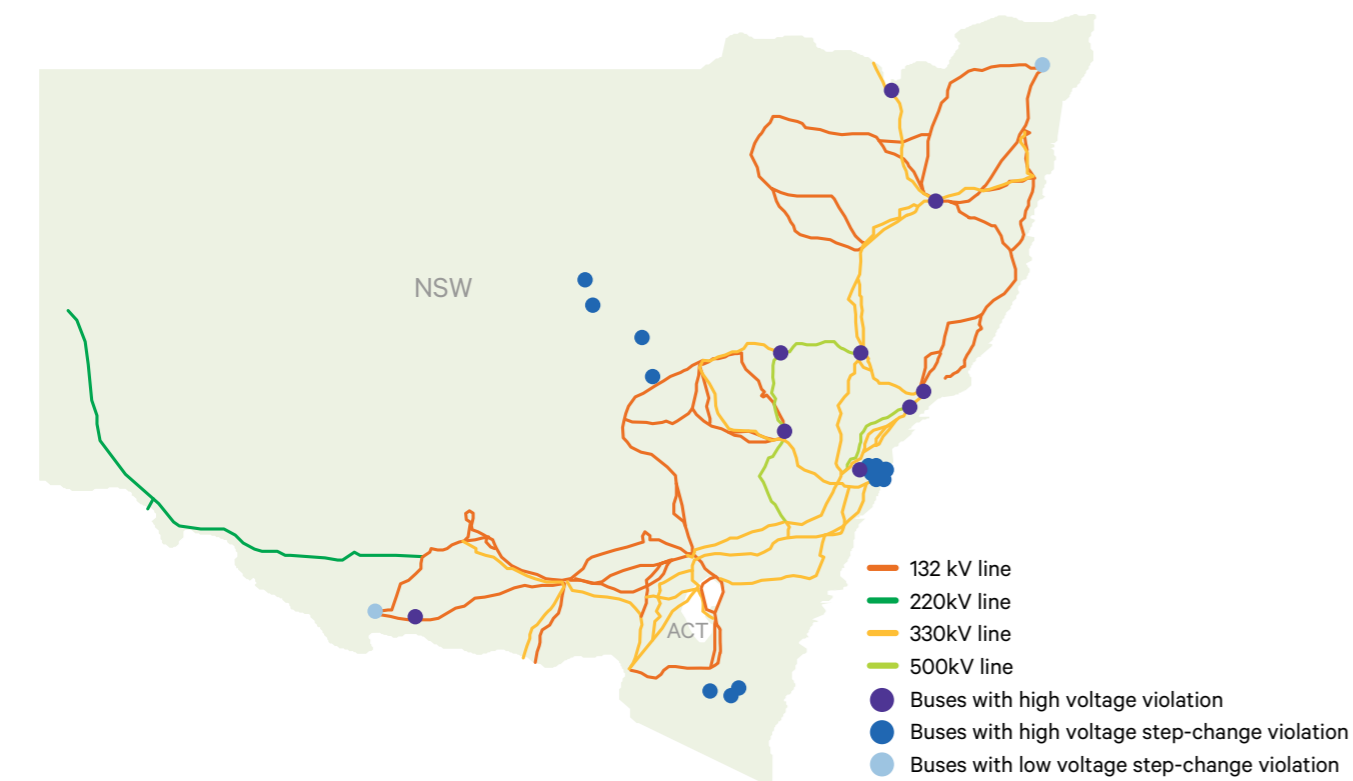 NSW
ACT
132 kV line
220kV line
330kV line
500kV line
Buses with high voltage violation
Buses with high voltage step-change violation
Buses with low voltage step-change violation